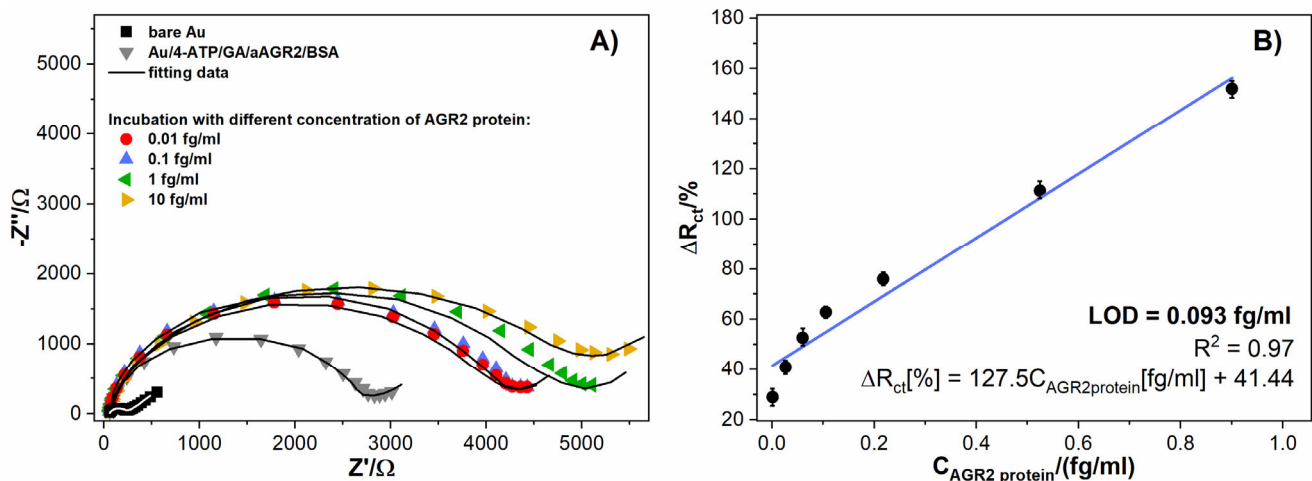 A)
bare Au
Au/4-ATP/GA/aAGR2/BSA
fitting data
Incubation with different concentration of AGR2 protein:
0.01 fg/ml
0.1 fg/ml
1 fg/ml
10 fg/ml
5000
4000
3000
2000
1000
0
-Z''/Ω
0 1000 2000 3000 4000 5000
Z'/Ω
B)
160
140
120
100
80
60
40
20
ΔRct/%
LOD = 0.093 fg/ml
R² = 0.97
ΔRct[%] = 127.5CAGR2protein[fg/ml] + 41.44
0.0 0.2 0.4 0.6 0.8 1.0
CAGR2 protein/(fg/ml)